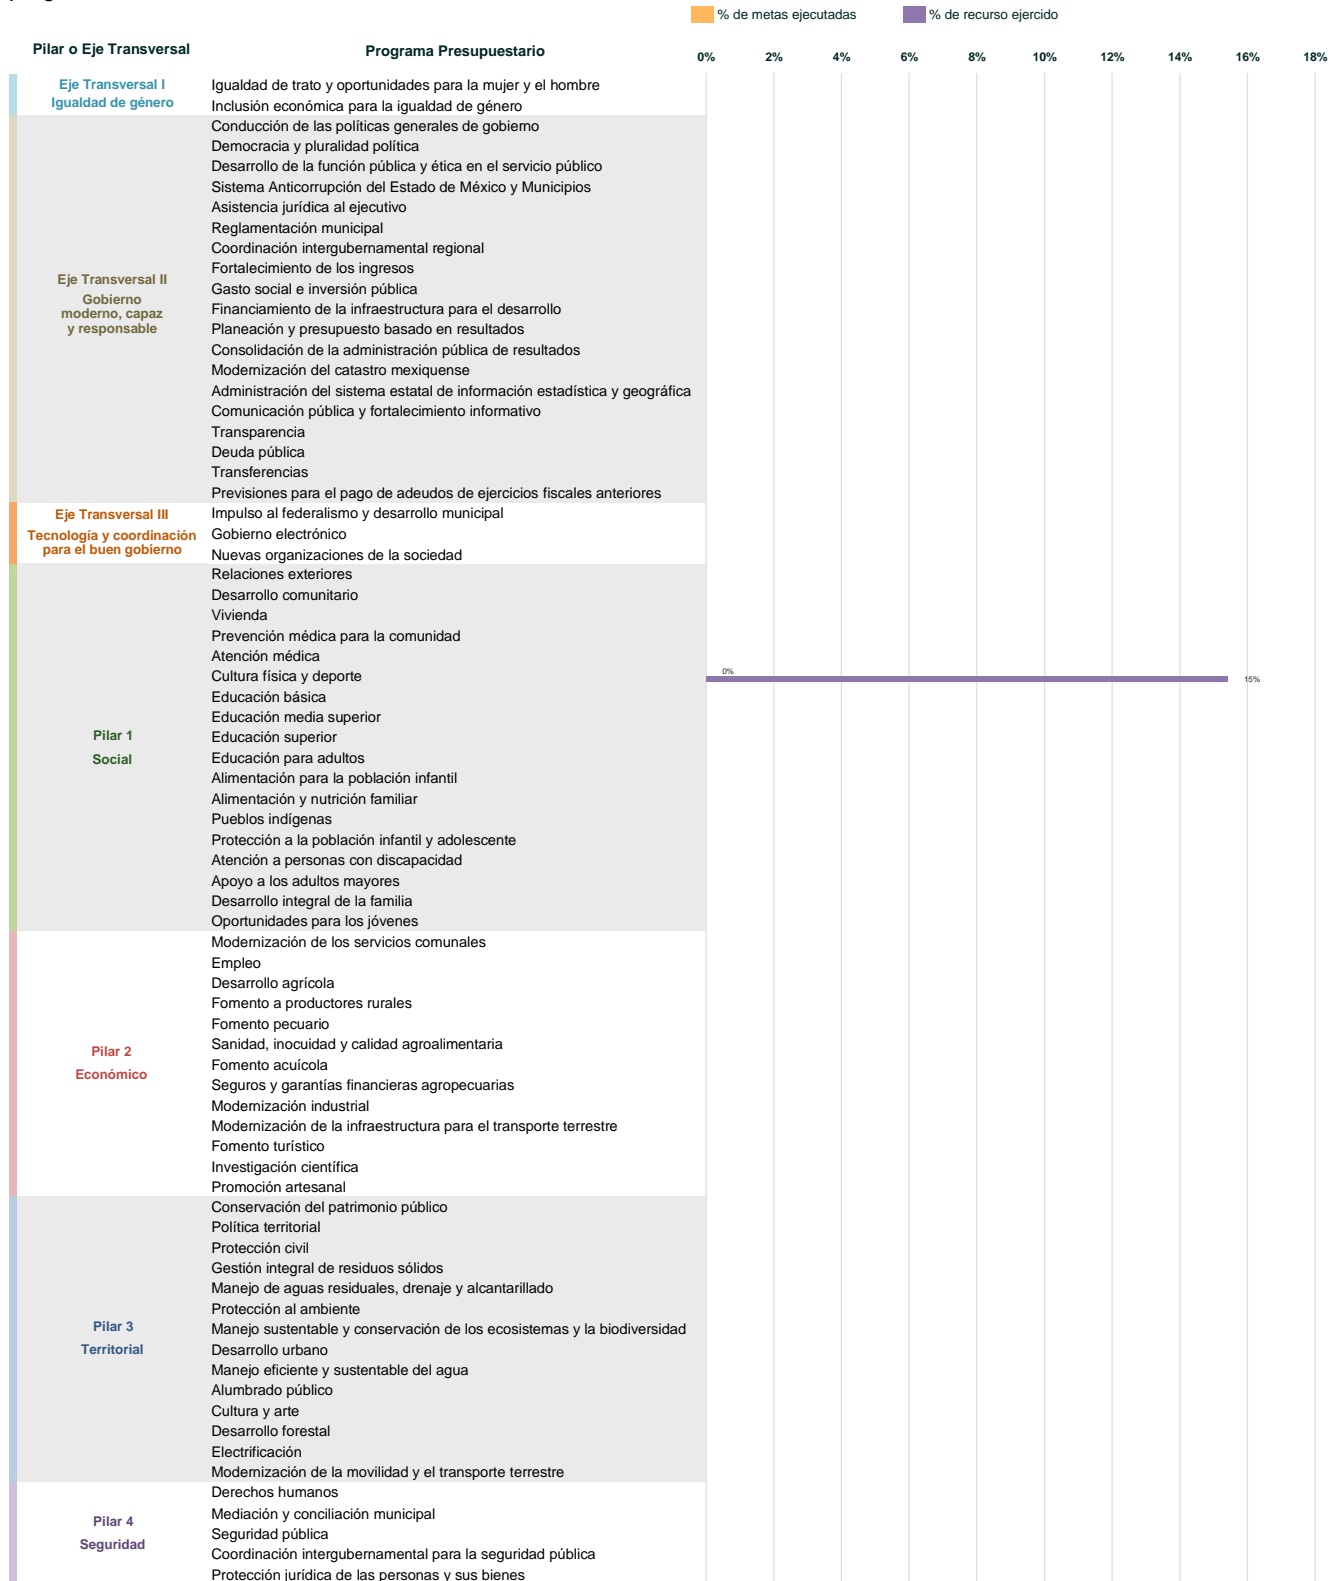 % de metas ejecutadas % de recurso ejercido
Pilar o Eje Transversal Programa Presupuestario 0% 2% 4% 6% 8% 10% 12% 14% 16% 18%
Eje Transversal I
Igualdad de género
Igualdad de trato y oportunidades para la mujer y el hombre
Inclusión económica para la igualdad de género
Eje Transversal II
Gobierno
moderno, capaz
y responsable
Conducción de las políticas generales de gobierno
Democracia y pluralidad política
Desarrollo de la función pública y ética en el servicio público
Sistema Anticorrupción del Estado de México y Municipios
Asistencia jurídica al ejecutivo
Reglamentación municipal
Coordinación intergubernamental regional
Fortalecimiento de los ingresos
Gasto social e inversión pública
Financiamiento de la infraestructura para el desarrollo
Planeación y presupuesto basado en resultados
Consolidación de la administración pública de resultados
Modernización del catastro mexiquense
Administración del sistema estatal de información estadística y geográfica
Comunicación pública y fortalecimiento informativo
Transparencia
Deuda pública
Transferencias
Previsiones para el pago de adeudos de ejercicios fiscales anteriores
Eje Transversal III
Tecnología y coordinación
para el buen gobierno
Impulso al federalismo y desarrollo municipal
Gobierno electrónico
Nuevas organizaciones de la sociedad
Pilar 1
Social
Relaciones exteriores
Desarrollo comunitario
Vivienda
Prevención médica para la comunidad
Atención médica
Cultura física y deporte 0% 15%
Educación básica
Educación media superior
Educación superior
Educación para adultos
Alimentación para la población infantil
Alimentación y nutrición familiar
Pueblos indígenas
Protección a la población infantil y adolescente
Atención a personas con discapacidad
Apoyo a los adultos mayores
Desarrollo integral de la familia
Oportunidades para los jóvenes
Pilar 2
Económico
Modernización de los servicios comunales
Empleo
Desarrollo agrícola
Fomento a productores rurales
Fomento pecuario
Sanidad, inocuidad y calidad agroalimentaria
Fomento acuícola
Seguros y garantías financieras agropecuarias
Modernización industrial
Modernización de la infraestructura para el transporte terrestre
Fomento turístico
Investigación científica
Promoción artesanal
Pilar 3
Territorial
Conservación del patrimonio público
Política territorial
Protección civil
Gestión integral de residuos sólidos
Manejo de aguas residuales, drenaje y alcantarillado
Protección al ambiente
Manejo sustentable y conservación de los ecosistemas y la biodiversidad
Desarrollo urbano
Manejo eficiente y sustentable del agua
Alumbrado público
Cultura y arte
Desarrollo forestal
Electrificación
Modernización de la movilidad y el transporte terrestre
Pilar 4
Seguridad
Derechos humanos
Mediación y conciliación municipal
Seguridad pública
Coordinación intergubernamental para la seguridad pública
Protección jurídica de las personas y sus bienes